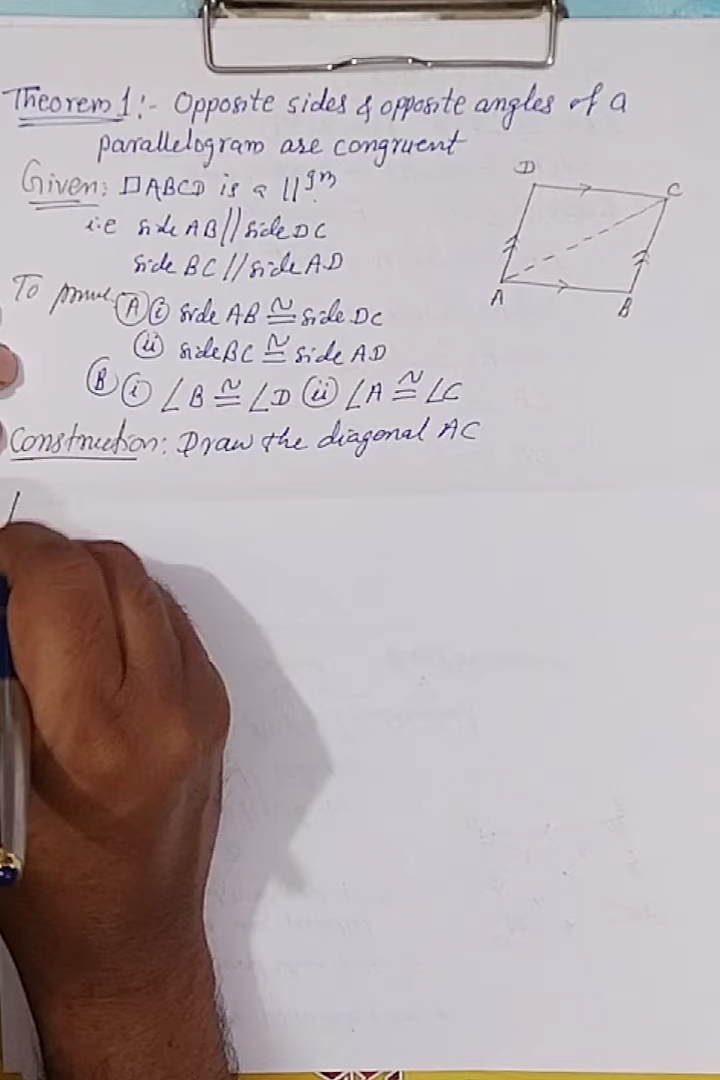 Theorem 1:- Opposite sides & opposite angles of a
parallelogram are congruent
Given: □ABCD is a ||gm
i.e side AB // side DC
side BC // side AD
To prove: (A) (i) side AB ≅ side DC
(ii) side BC ≅ side AD
(B) (i) ∠B ≅ ∠D (ii) ∠A ≅ ∠C
Construction: Draw the diagonal AC
D C
A B